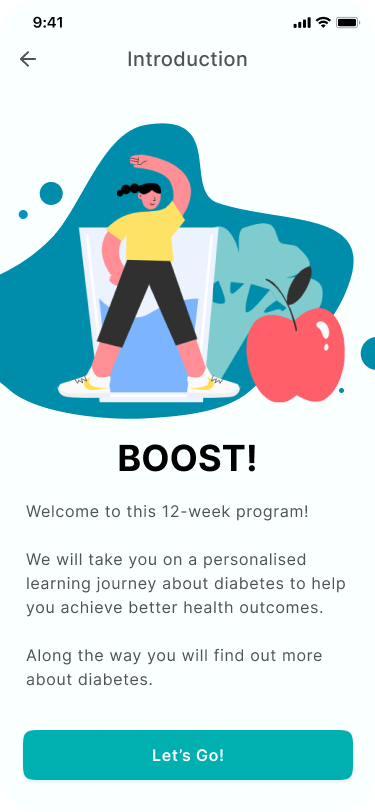 9:41
Introduction
BOOST!
Welcome to this 12-week program!
We will take you on a personalised
learning journey about diabetes to help
you achieve better health outcomes.
Along the way you will find out more
about diabetes.
Let’s Go!